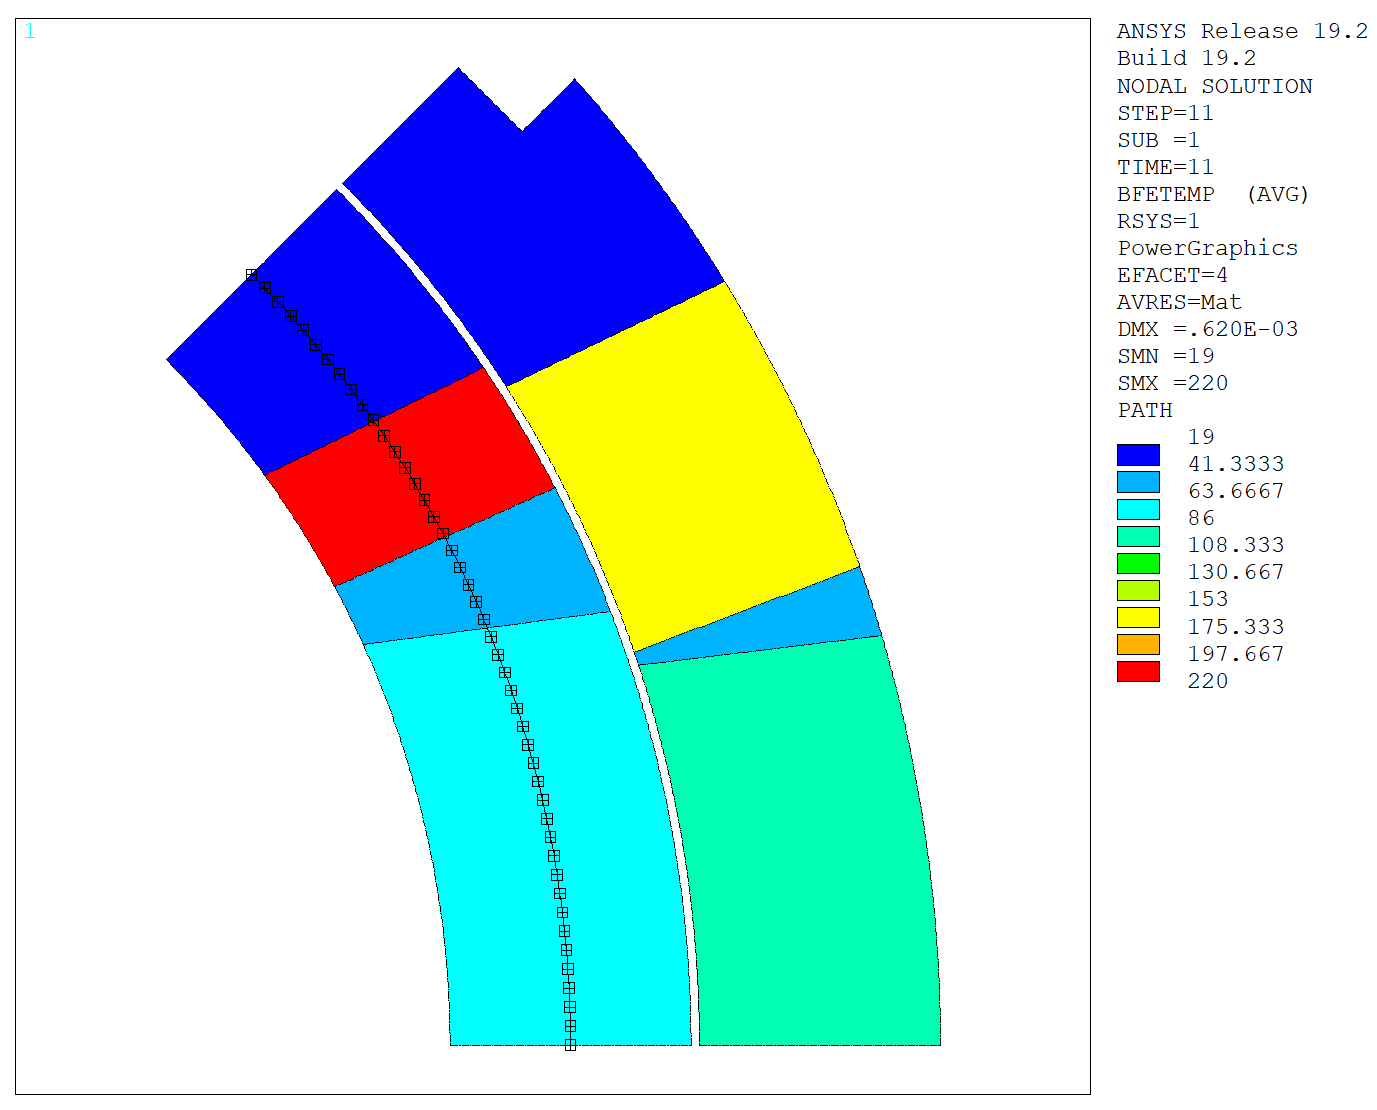 1
ANSYS Release 19.2
Build 19.2
NODAL SOLUTION
STEP=11
SUB =1
TIME=11
BFETEMP  (AVG)
RSYS=1
PowerGraphics
EFACET=4
AVRES=Mat
DMX =.620E-03
SMN =19
SMX =220
PATH
19
41.3333
63.6667
86
108.333
130.667
153
175.333
197.667
220